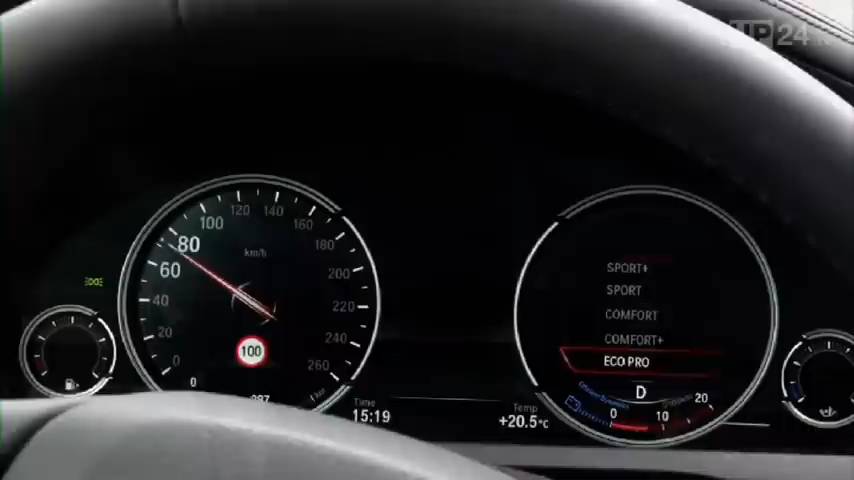 120
140
100
160
80
180
km/h
60
200
40
220
20
240
100
0
260
0
Time
15:19
SPORT+
SPORT
COMFORT
COMFORT+
ECO PRO
D
0
10
20
Temp
+20.5°C